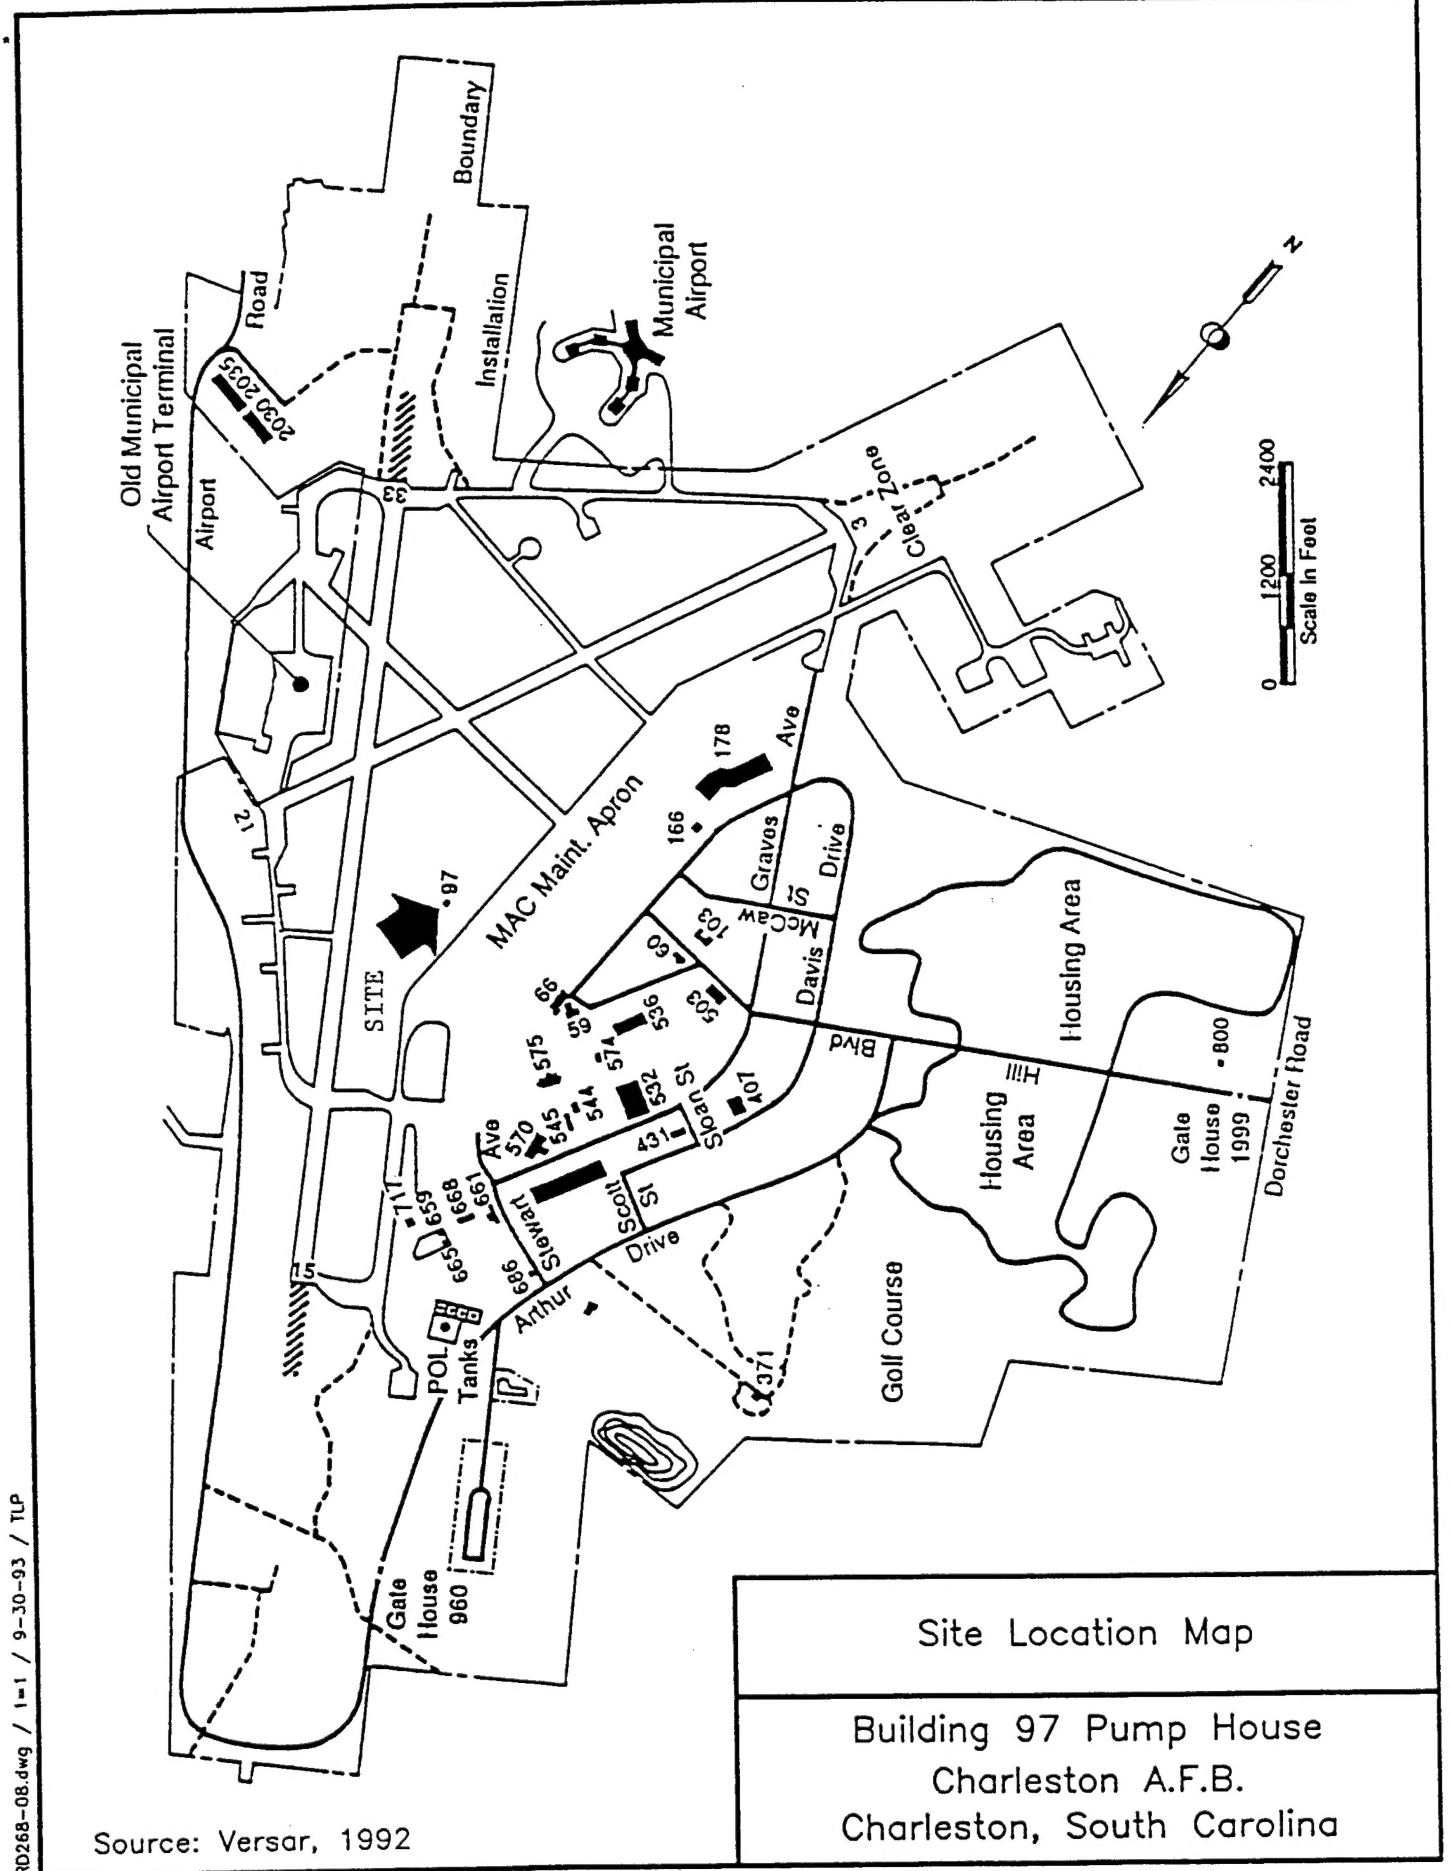 Boundary
Installation
Municipal
Airport
Road
Old Municipal
Airport Terminal
Airport
2030 2035
33
3
Clear Zone
N
0 1200 2400
Scale In Feet
12
SITE
97
MAC Maint. Apron
178
166
Ave
Graves
Drive
McCaw
St
Davis
103
60
503
66
536
575
574
544
545
570
532
431
Sloan St
407
Blvd
Hill
Housing Area
Housing
Area
800
Gate
House
1999
Dorchester Road
Ave
Stewart
Scott
St
Drive
Arthur
717
659
668
661
665
686
15
POL
Tanks
371
Golf Course
Gate
House
960
Site Location Map
Building 97 Pump House
Charleston A.F.B.
Charleston, South Carolina
Source: Versar, 1992
RD268-08.dwg / 1=1 / 9-30-93 / TLP